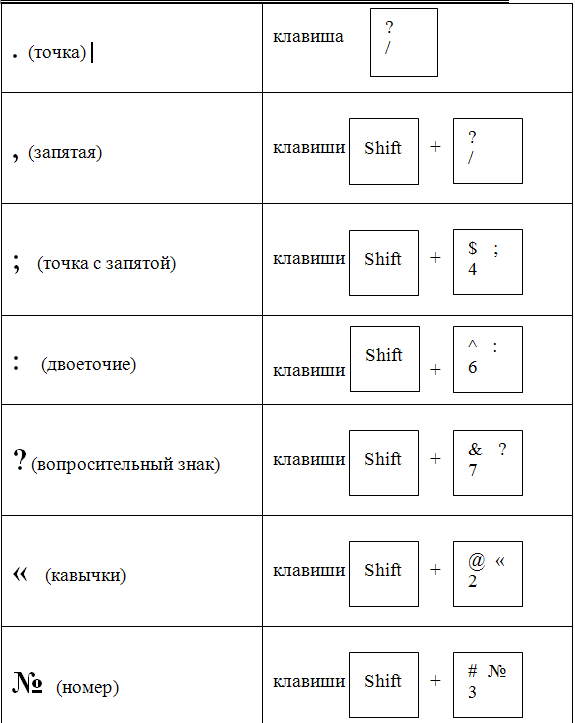 . (точка) клавиша ? /
, (запятая) клавиши Shift + ? /
; (точка с запятой) клавиши Shift + $ ; 4
: (двоеточие) клавиши Shift + ^ : 6
? (вопросительный знак) клавиши Shift + & ? 7
« (кавычки) клавиши Shift + @ « 2
№ (номер) клавиши Shift + # № 3